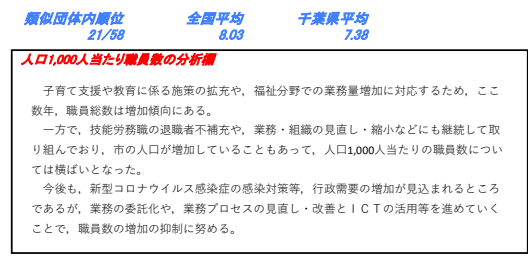 類似団体内順位 全国平均 千葉県平均
21/58 8.03 7.38
人口1,000人当たり職員数の分析欄
子育て支援や教育に係る施策の拡充や，福祉分野での業務量増加に対応するため，ここ
数年，職員総数は増加傾向にある。
一方で，技能労務職の退職者不補充や，業務・組織の見直し・縮小などにも継続して取
り組んでおり，市の人口が増加していることもあって，人口1,000人当たりの職員数につい
ては横ばいとなった。
今後も，新型コロナウイルス感染症の感染対策等，行政需要の増加が見込まれるところ
であるが，業務の委託化や，業務プロセスの見直し・改善とＩＣＴの活用等を進めていく
ことで，職員数の増加の抑制に努める。